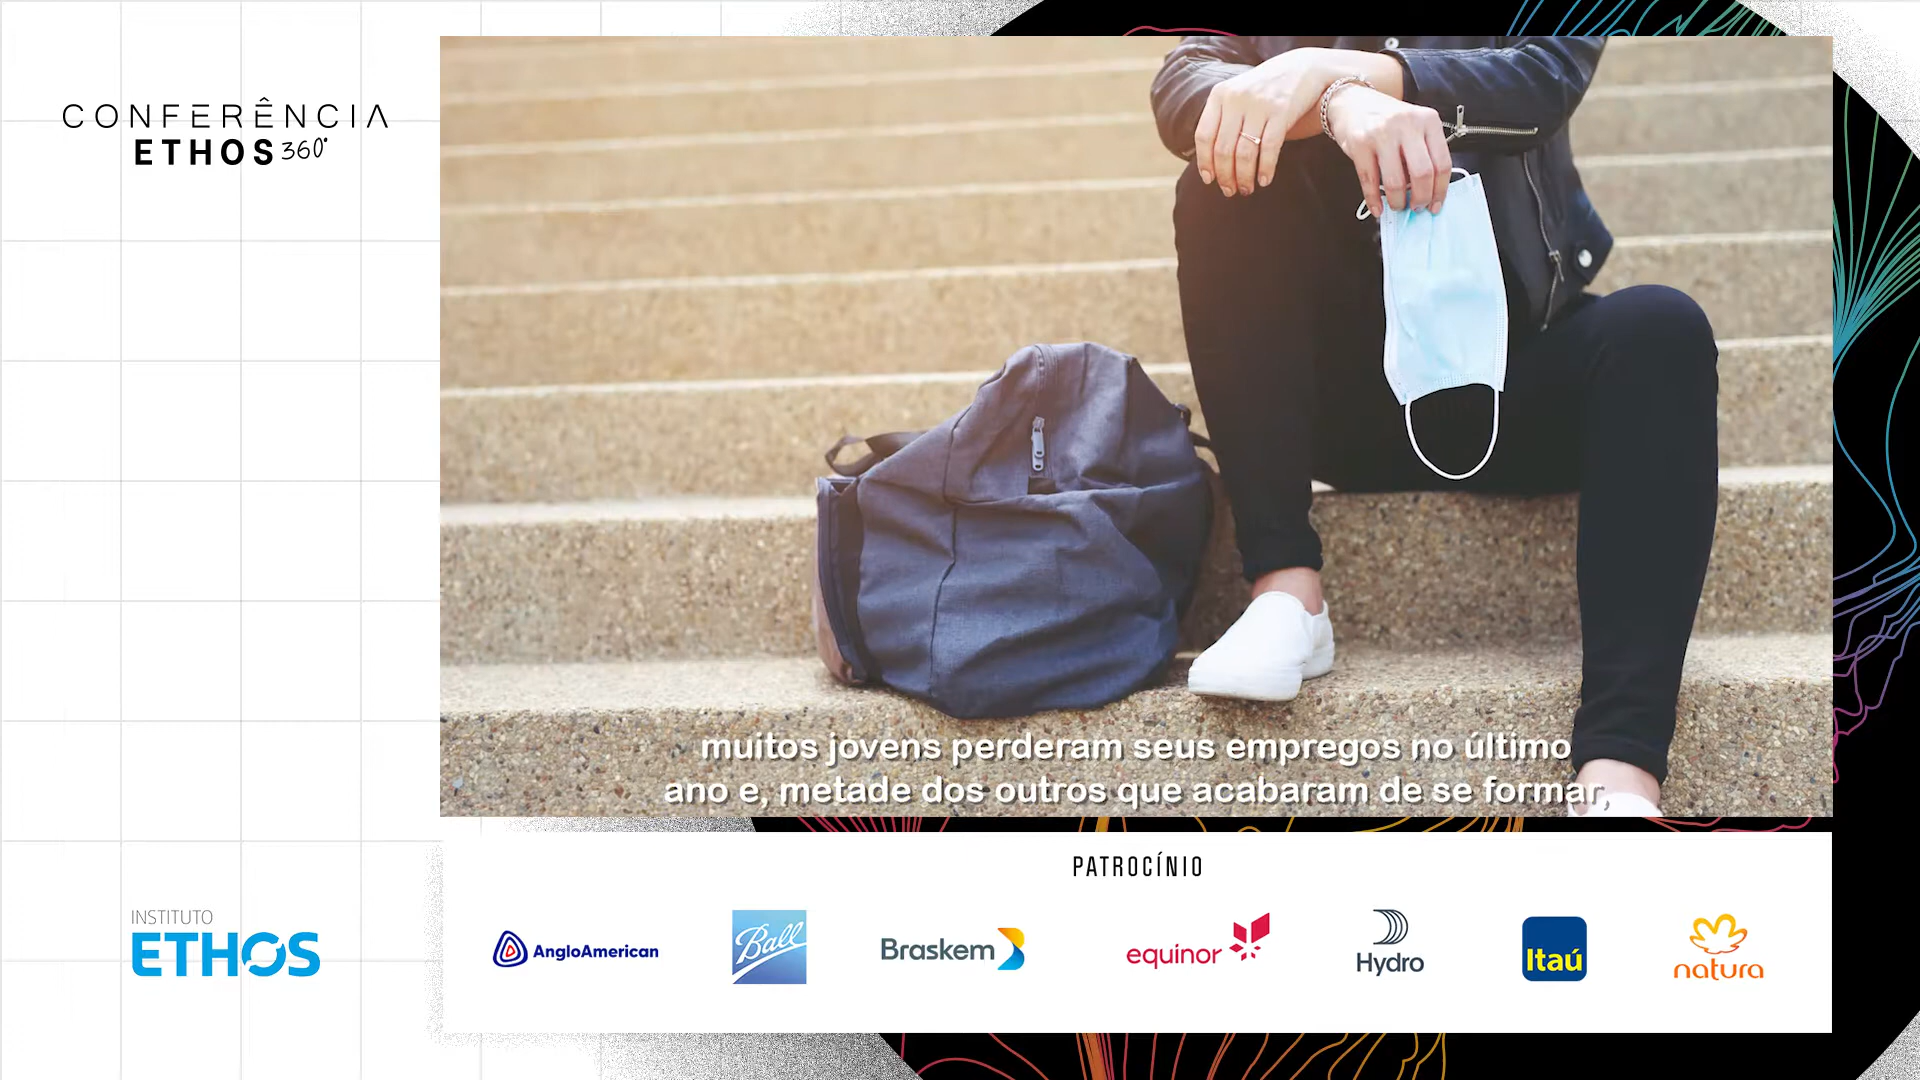 CONFERÊNCIA
ETHOS 360°
muitos jovens perderam seus empregos no último
ano e, metade dos outros que acabaram de se formar,
PATROCÍNIO
INSTITUTO
ETHOS
AngloAmerican
Ball
Braskem
equinor
Hydro
Itaú
natura